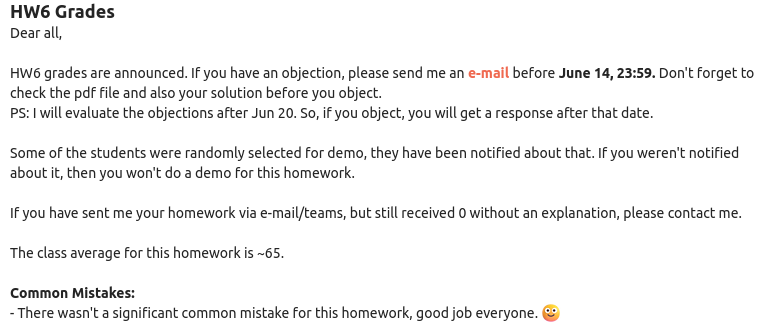 HW6 Grades
Dear all,
HW6 grades are announced. If you have an objection, please send me an e-mail before June 14, 23:59. Don't forget to
check the pdf file and also your solution before you object.
PS: I will evaluate the objections after Jun 20. So, if you object, you will get a response after that date.
Some of the students were randomly selected for demo, they have been notified about that. If you weren't notified
about it, then you won't do a demo for this homework.
If you have sent me your homework via e-mail/teams, but still received 0 without an explanation, please contact me.
The class average for this homework is ~65.
Common Mistakes:
- There wasn't a significant common mistake for this homework, good job everyone.